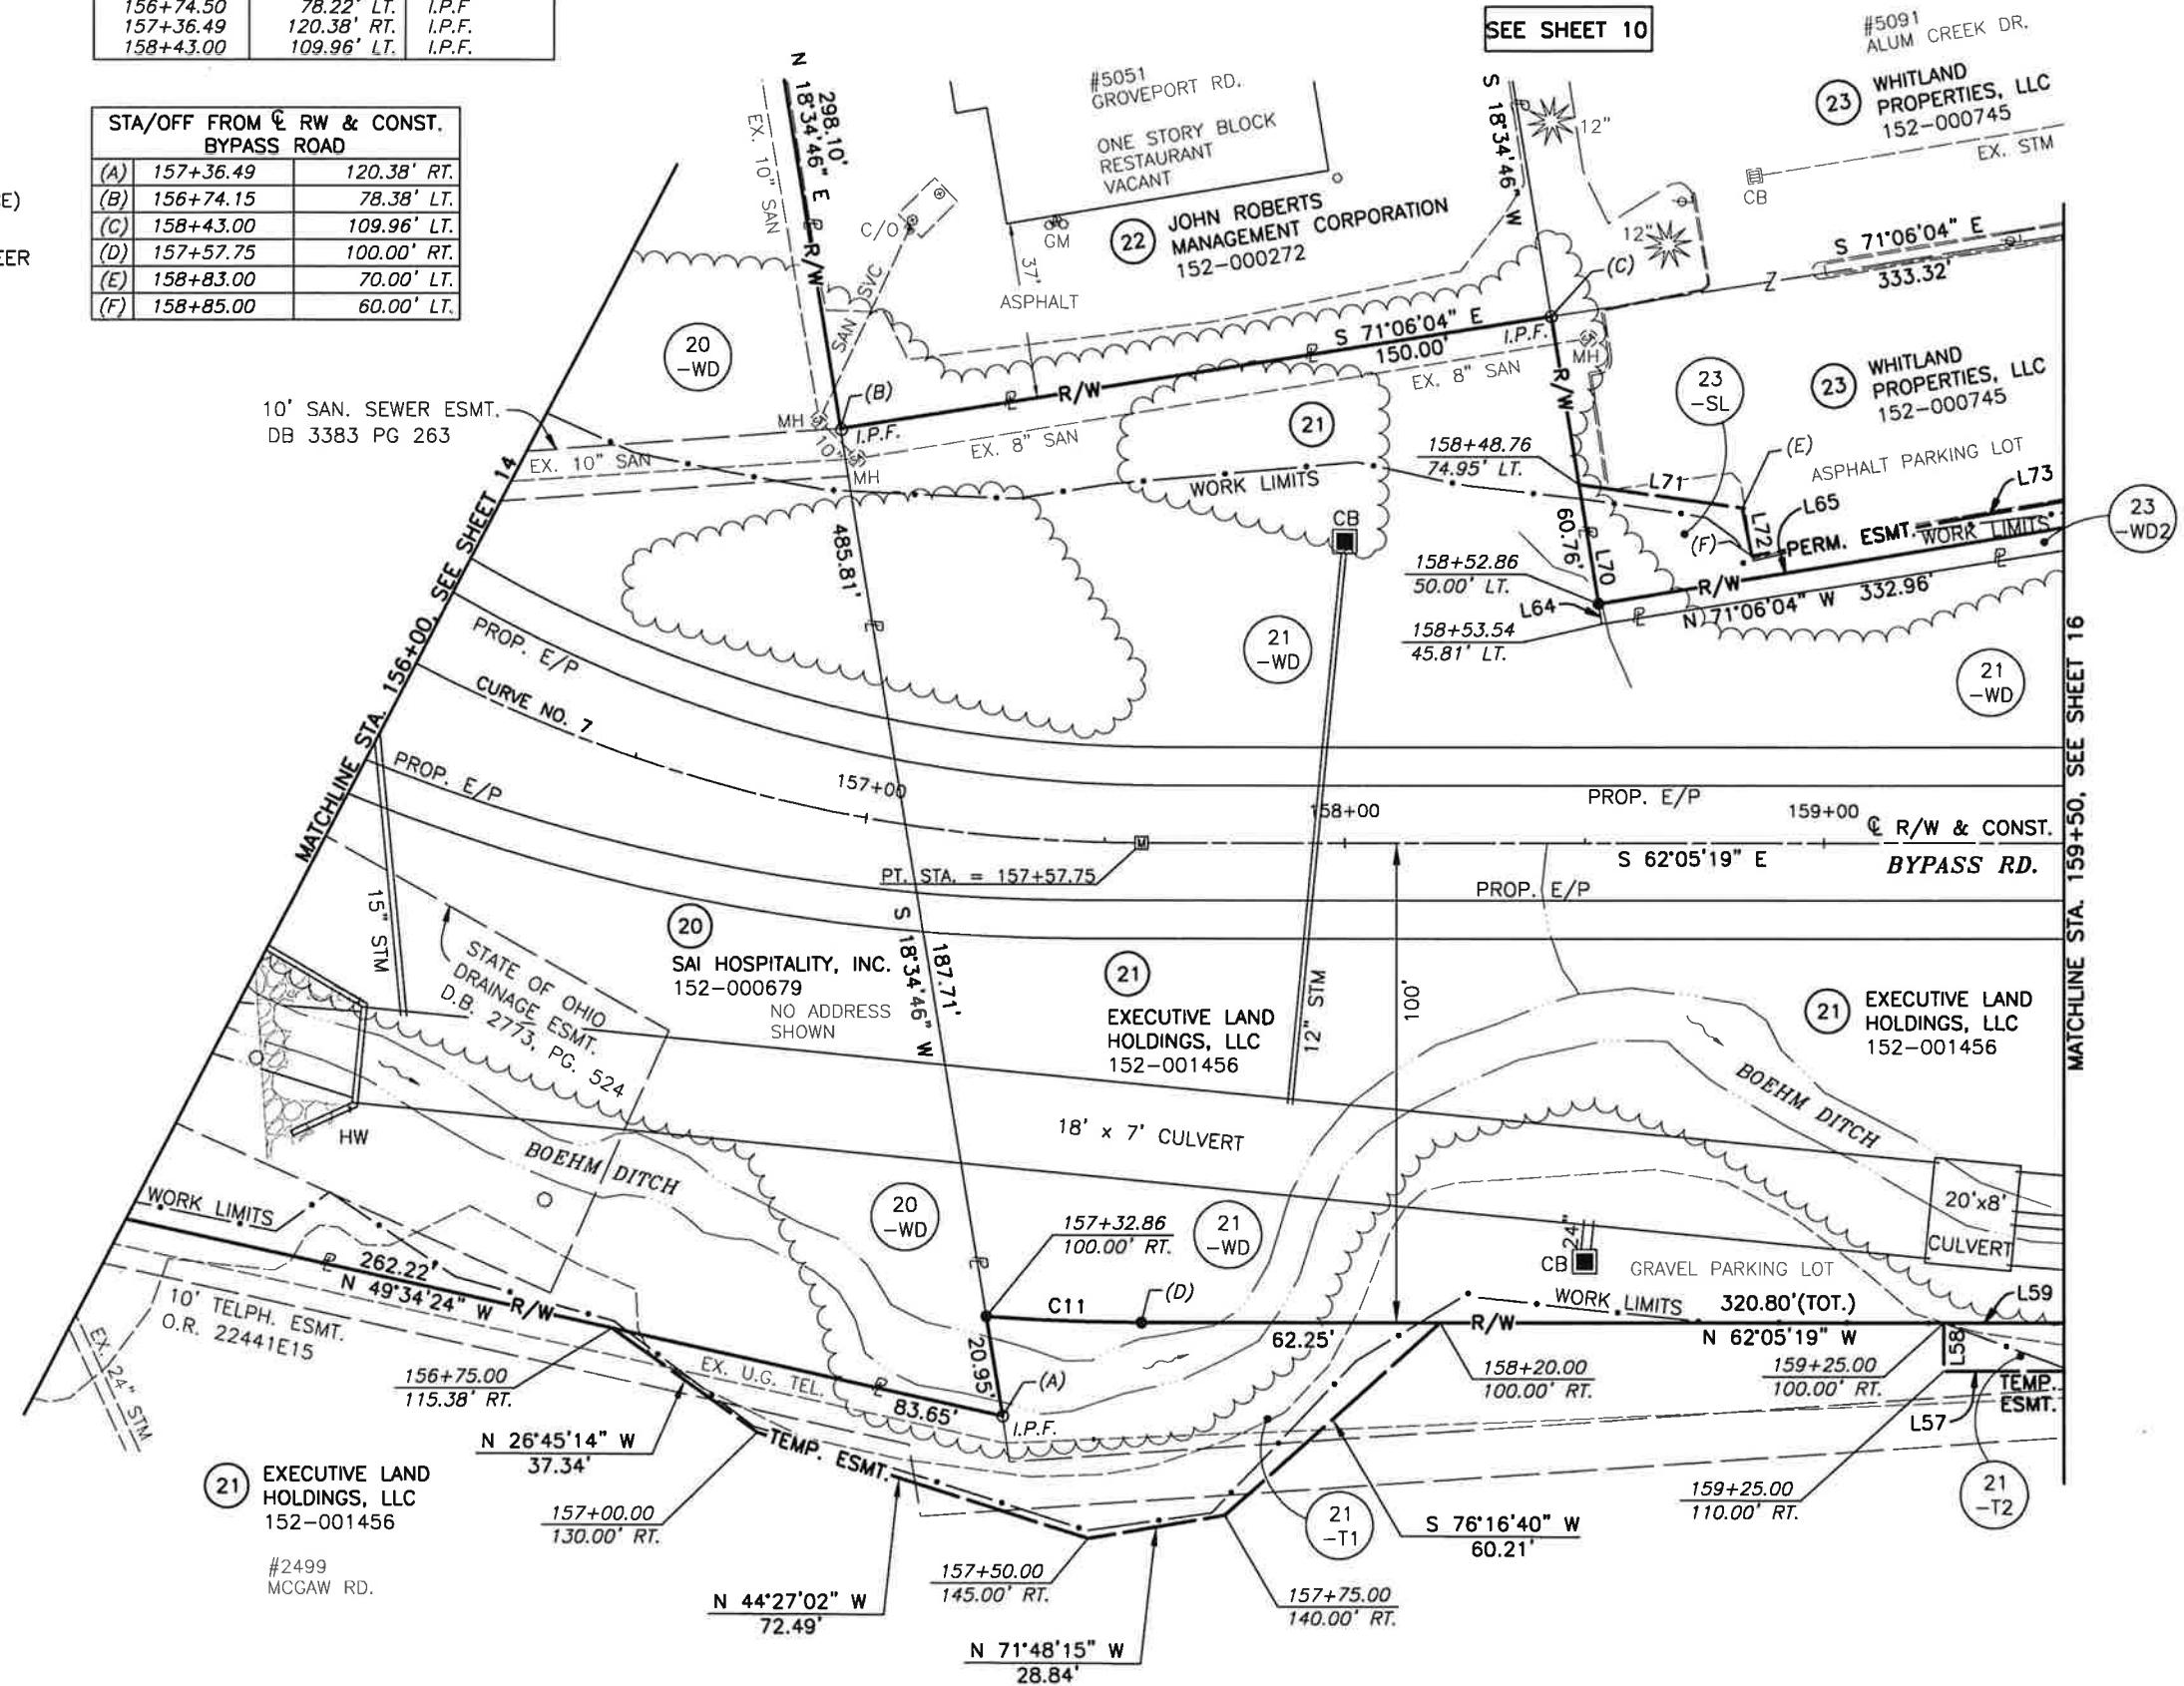 156+74.50 78.22' LT. I.P.F
157+36.49 120.38' RT. I.P.F.
158+43.00 109.96' LT. I.P.F.
STA/OFF FROM ℄ RW & CONST.
BYPASS ROAD
(A) 157+36.49 120.38' RT.
(B) 156+74.15 78.38' LT.
(C) 158+43.00 109.96' LT.
(D) 157+57.75 100.00' RT.
(E) 158+83.00 70.00' LT.
(F) 158+85.00 60.00' LT.
E)
EER
SEE SHEET 10
#5091
ALUM CREEK DR.
23
WHITLAND
PROPERTIES, LLC
152-000745
EX. STM
CB
#5051
GROVEPORT RD.
ONE STORY BLOCK
RESTAURANT
VACANT
GM
22
JOHN ROBERTS
MANAGEMENT CORPORATION
152-000272
N 18°34'46" E
298.10'
R/W
EX. 10" SAN
C/O
SAN SVC
37'
ASPHALT
S 18°34'46" W
12"
12"
(C)
S 71°06'04" E
333.32'
Z
S 71°06'04" E
150.00'
I.P.F.
MH
R/W
EX. 8" SAN
20
-WD
10' SAN. SEWER ESMT.
DB 3383 PG 263
EX. 10" SAN
MH
(B)
I.P.F.
10'
MH
EX. 8" SAN
21
WORK LIMITS
CB
R/W
23
-SL
23
WHITLAND
PROPERTIES, LLC
152-000745
(E)
ASPHALT PARKING LOT
158+48.76
74.95' LT.
L71
L65
L73
L72
(F)
PERM. ESMT.
WORK LIMITS
23
-WD2
60.76'
L70
158+52.86
50.00' LT.
L64
158+53.54
45.81' LT.
R/W
N 71°06'04" W 332.96'
485.81'
21
-WD
21
-WD
MATCHLINE STA. 156+00, SEE SHEET 14
MATCHLINE STA. 159+50, SEE SHEET 16
PROP. E/P
CURVE NO. 7
PROP. E/P
157+00
158+00
PROP. E/P
159+00
℄ R/W & CONST.
BYPASS RD.
S 62°05'19" E
M
PT. STA. = 157+57.75
PROP. E/P
15" STM
STATE OF OHIO
DRAINAGE ESMT.
D.B. 2773, PG. 524
20
SAI HOSPITALITY, INC.
152-000679
NO ADDRESS
SHOWN
S 18°34'46" W
187.71'
21
EXECUTIVE LAND
HOLDINGS, LLC
152-001456
12" STM
100'
21
EXECUTIVE LAND
HOLDINGS, LLC
152-001456
HW
BOEHM DITCH
18' x 7' CULVERT
BOEHM DITCH
20'x8'
CULVERT
WORK LIMITS
20
-WD
157+32.86
100.00' RT.
21
-WD
24"
CB
GRAVEL PARKING LOT
262.22'
N 49°34'24" W
R/W
10' TELPH. ESMT.
O.R. 22441E15
EX. 24" STM
C11
(D)
WORK LIMITS
320.80'(TOT.)
L59
62.25'
R/W
N 62°05'19" W
L58
20.95'
(A)
I.P.F.
EX. U.G. TEL.
83.65'
156+75.00
115.38' RT.
158+20.00
100.00' RT.
159+25.00
100.00' RT.
TEMP.
ESMT.
L57
N 26°45'14" W
37.34'
TEMP. ESMT.
21
EXECUTIVE LAND
HOLDINGS, LLC
152-001456
#2499
MCGAW RD.
157+00.00
130.00' RT.
21
-T1
S 76°16'40" W
60.21'
159+25.00
110.00' RT.
21
-T2
157+50.00
145.00' RT.
157+75.00
140.00' RT.
N 44°27'02" W
72.49'
N 71°48'15" W
28.84'